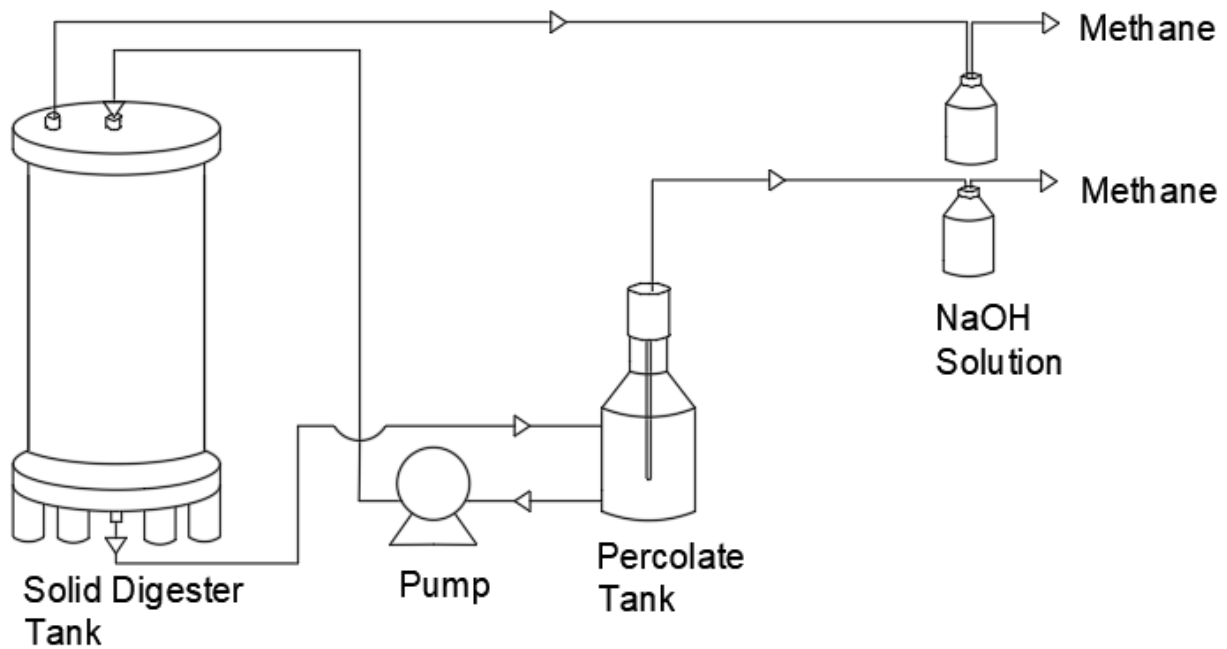 Methane
Methane
NaOH
Solution
Solid Digester
Tank
Pump
Percolate
Tank